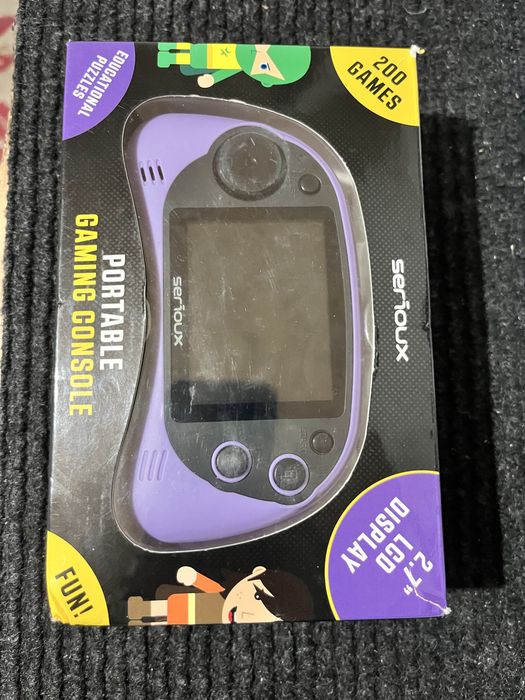 EDUCATIONAL
PUZZLES
200
GAMES
serioux
serioux
PORTABLE
GAMING CONSOLE
2.7"
LCD
DISPLAY
FUN!